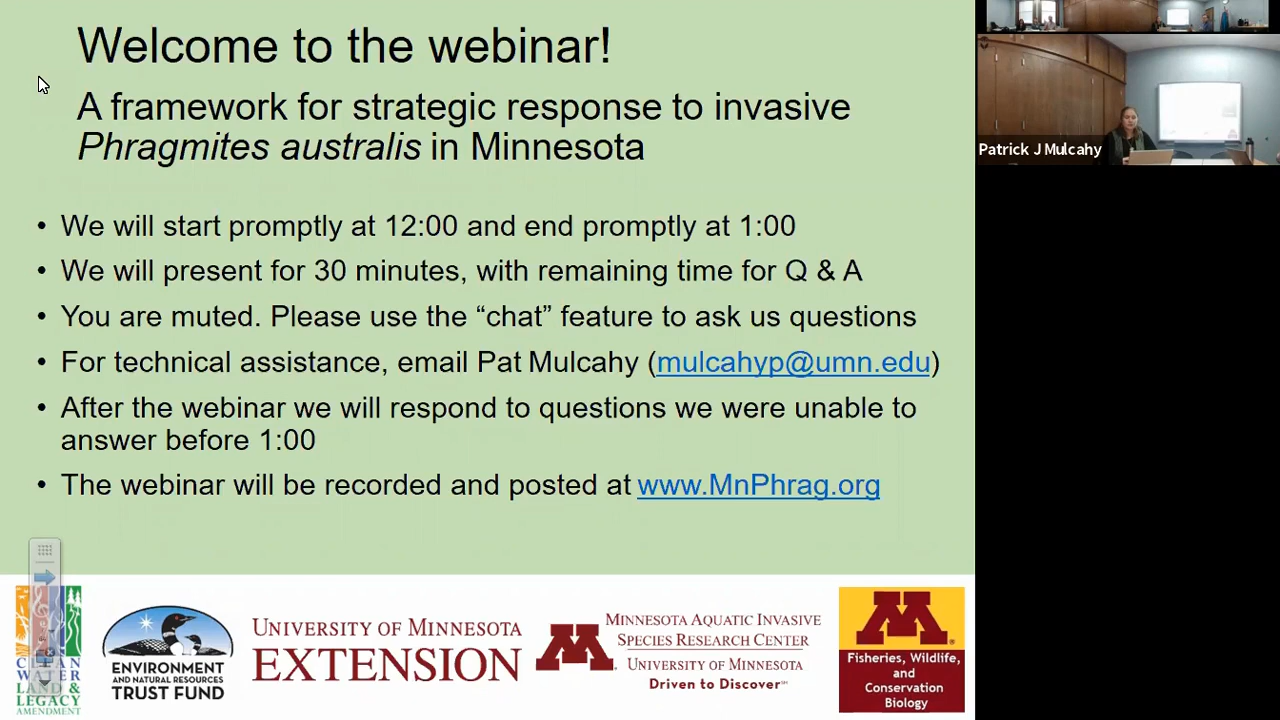 Welcome to the webinar!
A framework for strategic response to invasive
Phragmites australis in Minnesota
• We will start promptly at 12:00 and end promptly at 1:00
• We will present for 30 minutes, with remaining time for Q & A
• You are muted. Please use the “chat” feature to ask us questions
• For technical assistance, email Pat Mulcahy (mulcahyp@umn.edu)
• After the webinar we will respond to questions we were unable to
answer before 1:00
• The webinar will be recorded and posted at www.MnPhrag.org
Patrick J Mulcahy
CLEAN
WATER
LAND &
LEGACY
AMENDMENT
ENVIRONMENT
AND NATURAL RESOURCES
TRUST FUND
UNIVERSITY OF MINNESOTA
EXTENSION
M
MINNESOTA AQUATIC INVASIVE
SPECIES RESEARCH CENTER
UNIVERSITY OF MINNESOTA
Driven to Discover℠
M
Fisheries, Wildlife,
and
Conservation
Biology